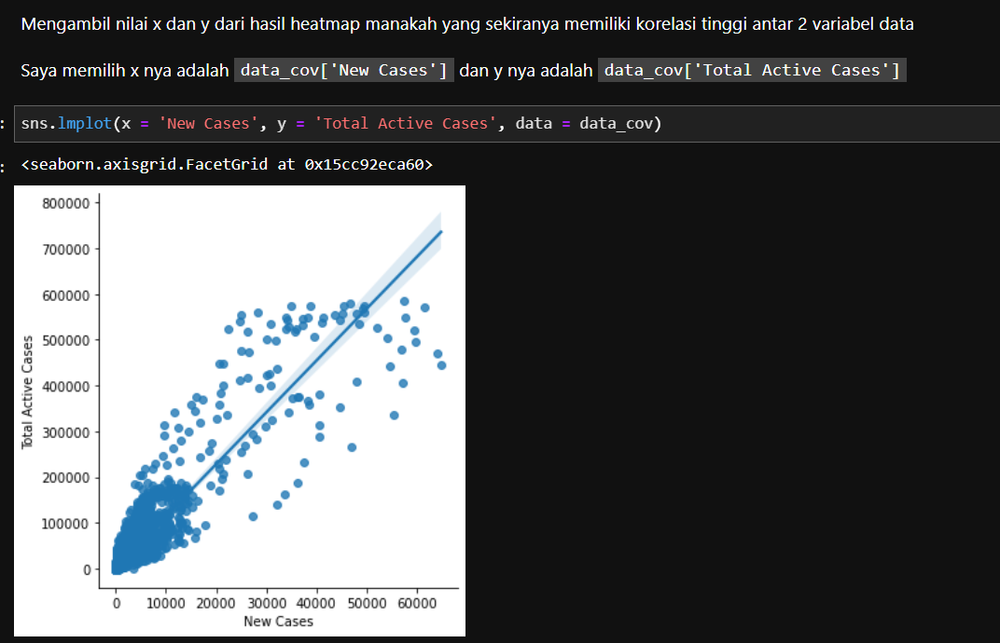 Mengambil nilai x dan y dari hasil heatmap manakah yang sekiranya memiliki korelasi tinggi antar 2 variabel data
Saya memilih x nya adalah data_cov['New Cases'] dan y nya adalah data_cov['Total Active Cases']
: sns.lmplot(x = 'New Cases', y = 'Total Active Cases', data = data_cov)
: <seaborn.axisgrid.FacetGrid at 0x15cc92eca60>
800000
700000
600000
500000
400000
300000
200000
100000
0
Total Active Cases
0 10000 20000 30000 40000 50000 60000
New Cases